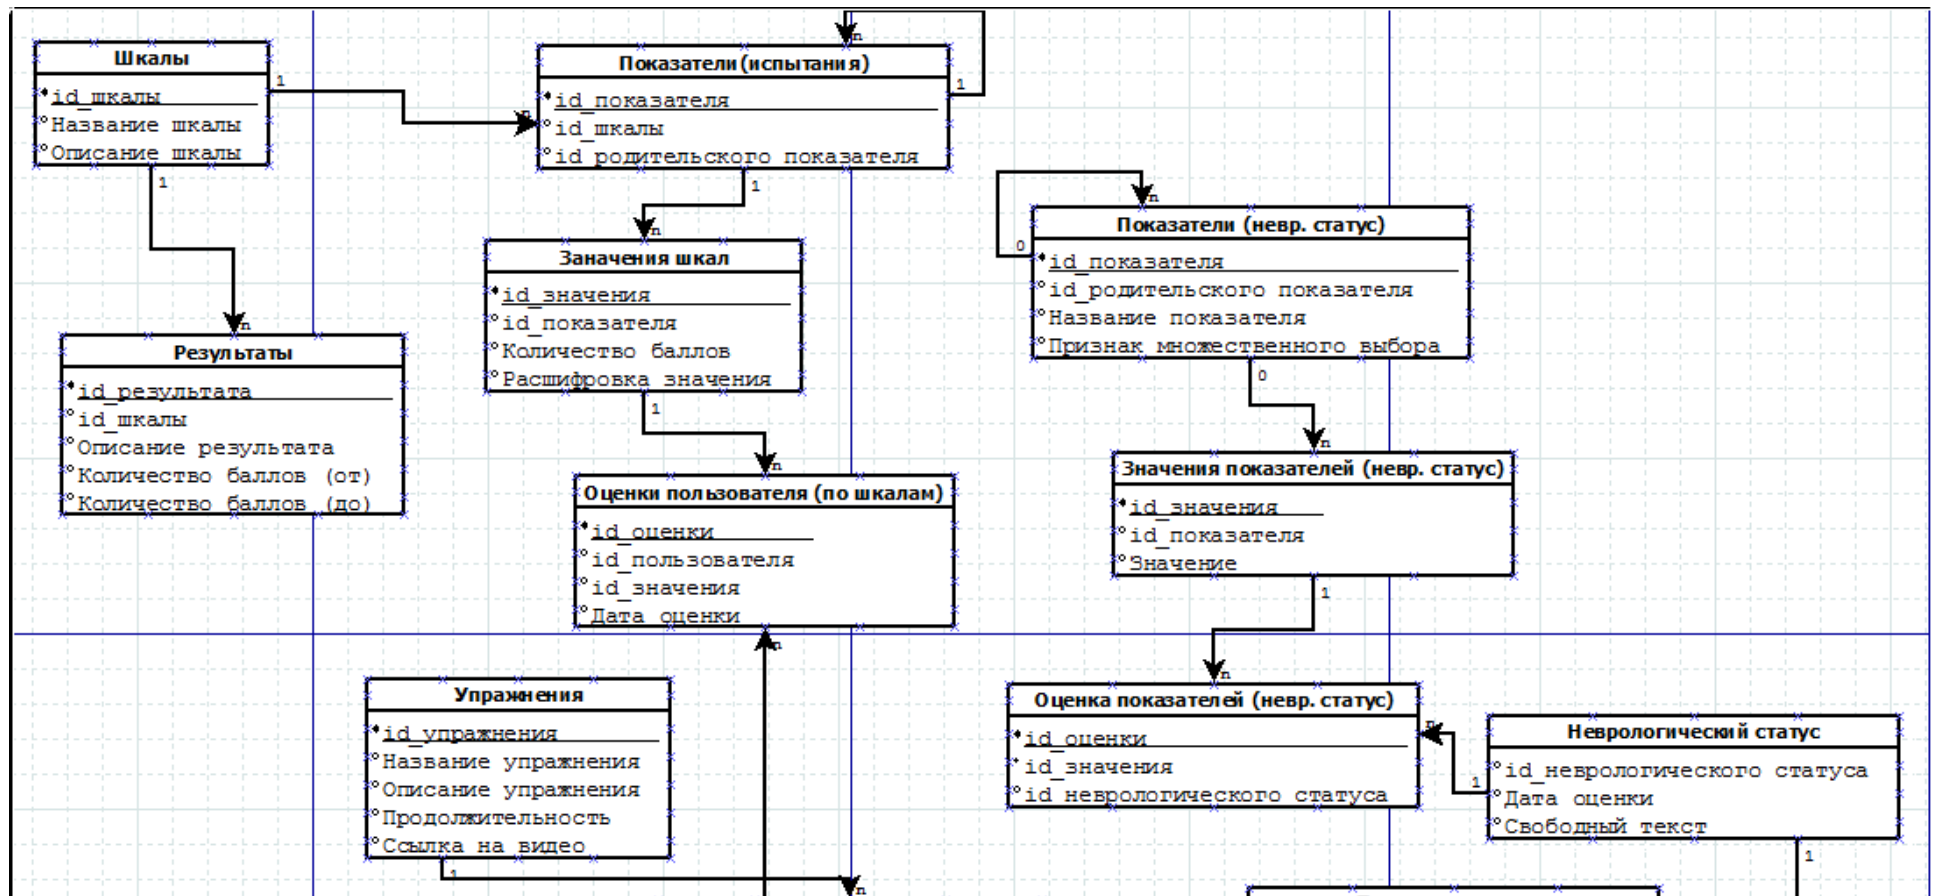 Шкалы
id_шкалы
Название шкалы
Описание шкалы
1
n
1
n
Показатели(испытания)
id_показателя
id_шкалы
id_родительского показателя
n
1
1
n
Заначения шкал
id_значения
id_показателя
Количество баллов
Расшифровка значения
1
n
Результаты
id_результата
id_шкалы
Описание результата
Количество баллов (от)
Количество баллов (до)
Показатели (невр. статус)
id_показателя
id_родительского показателя
Название показателя
Признак множественного выбора
n
0
0
n
Оценки пользователя (по шкалам)
id_оценки
id_пользователя
id_значения
Дата оценки
n
Значения показателей (невр. статус)
id_значения
id_показателя
Значение
1
n
Упражнения
id_упражнения
Название упражнения
Описание упражнения
Продолжительность
Ссылка на видео
1
n
Оценка показателей (невр. статус)
id_оценки
id_значения
id_неврологического статуса
n
1
Неврологический статус
id_неврологического статуса
Дата оценки
Свободный текст
1